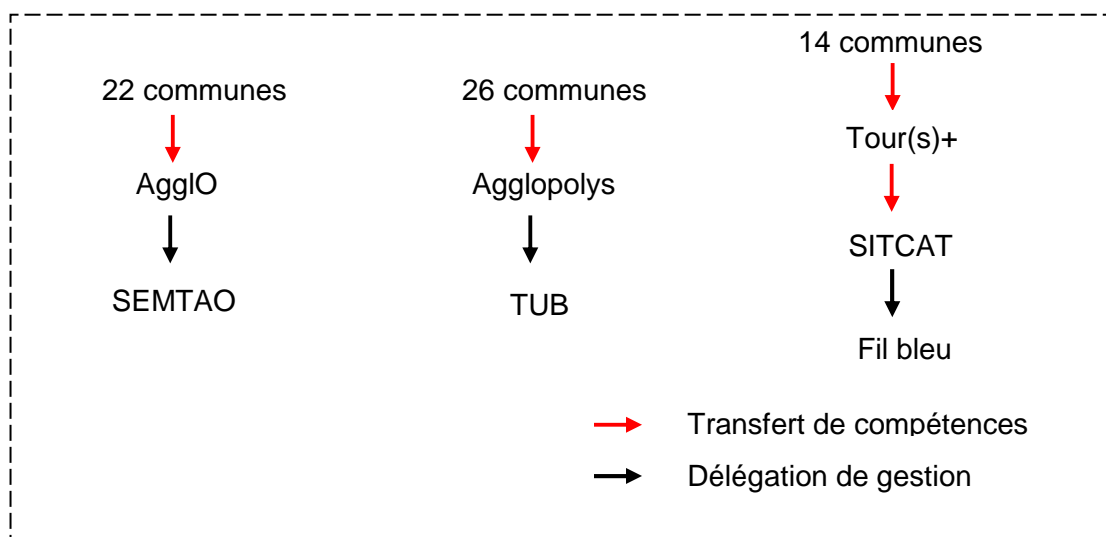 14 communes
22 communes
26 communes
Tour(s)+
AgglO
Agglopolys
SITCAT
SEMTAO
TUB
Fil bleu
Transfert de compétences
Délégation de gestion